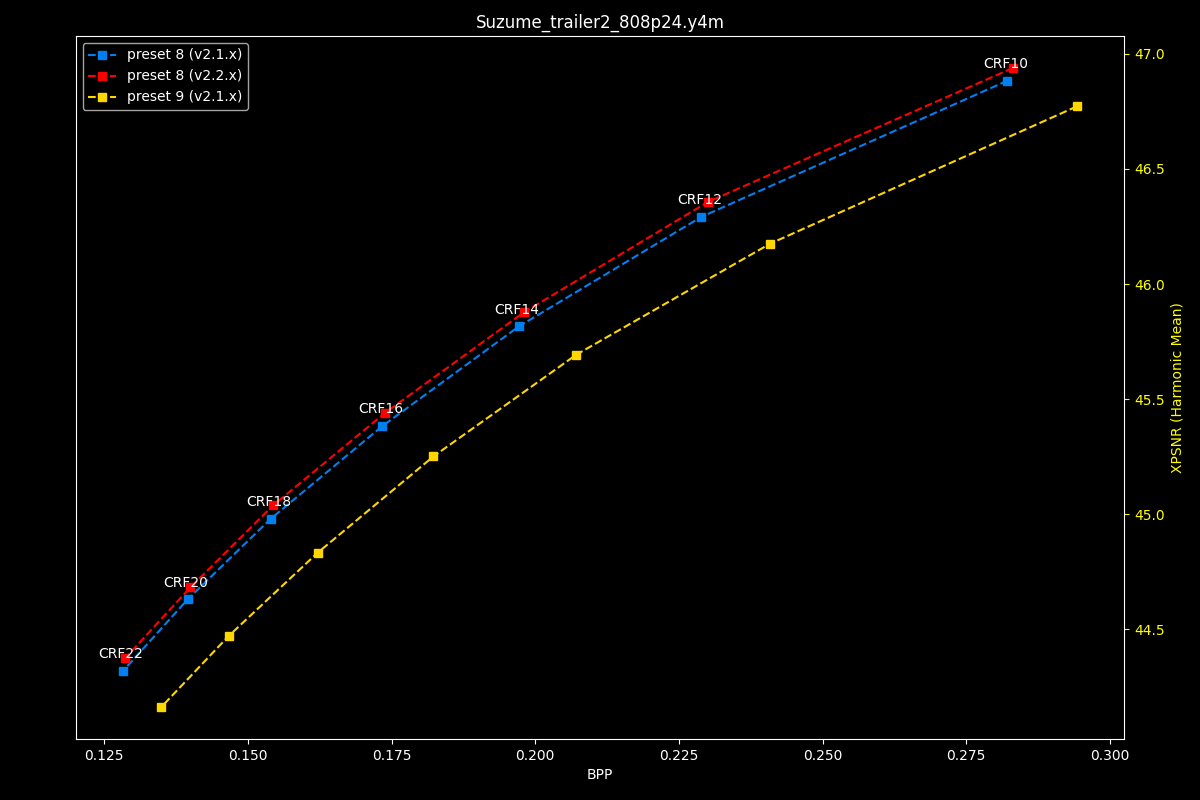 Suzume_trailer2_808p24.y4m
preset 8 (v2.1.x)
preset 8 (v2.2.x)
preset 9 (v2.1.x)
CRF10
CRF12
CRF14
CRF16
CRF18
CRF20
CRF22
47.0
46.5
46.0
45.5
45.0
44.5
XPSNR (Harmonic Mean)
0.125 0.150 0.175 0.200 0.225 0.250 0.275 0.300
BPP